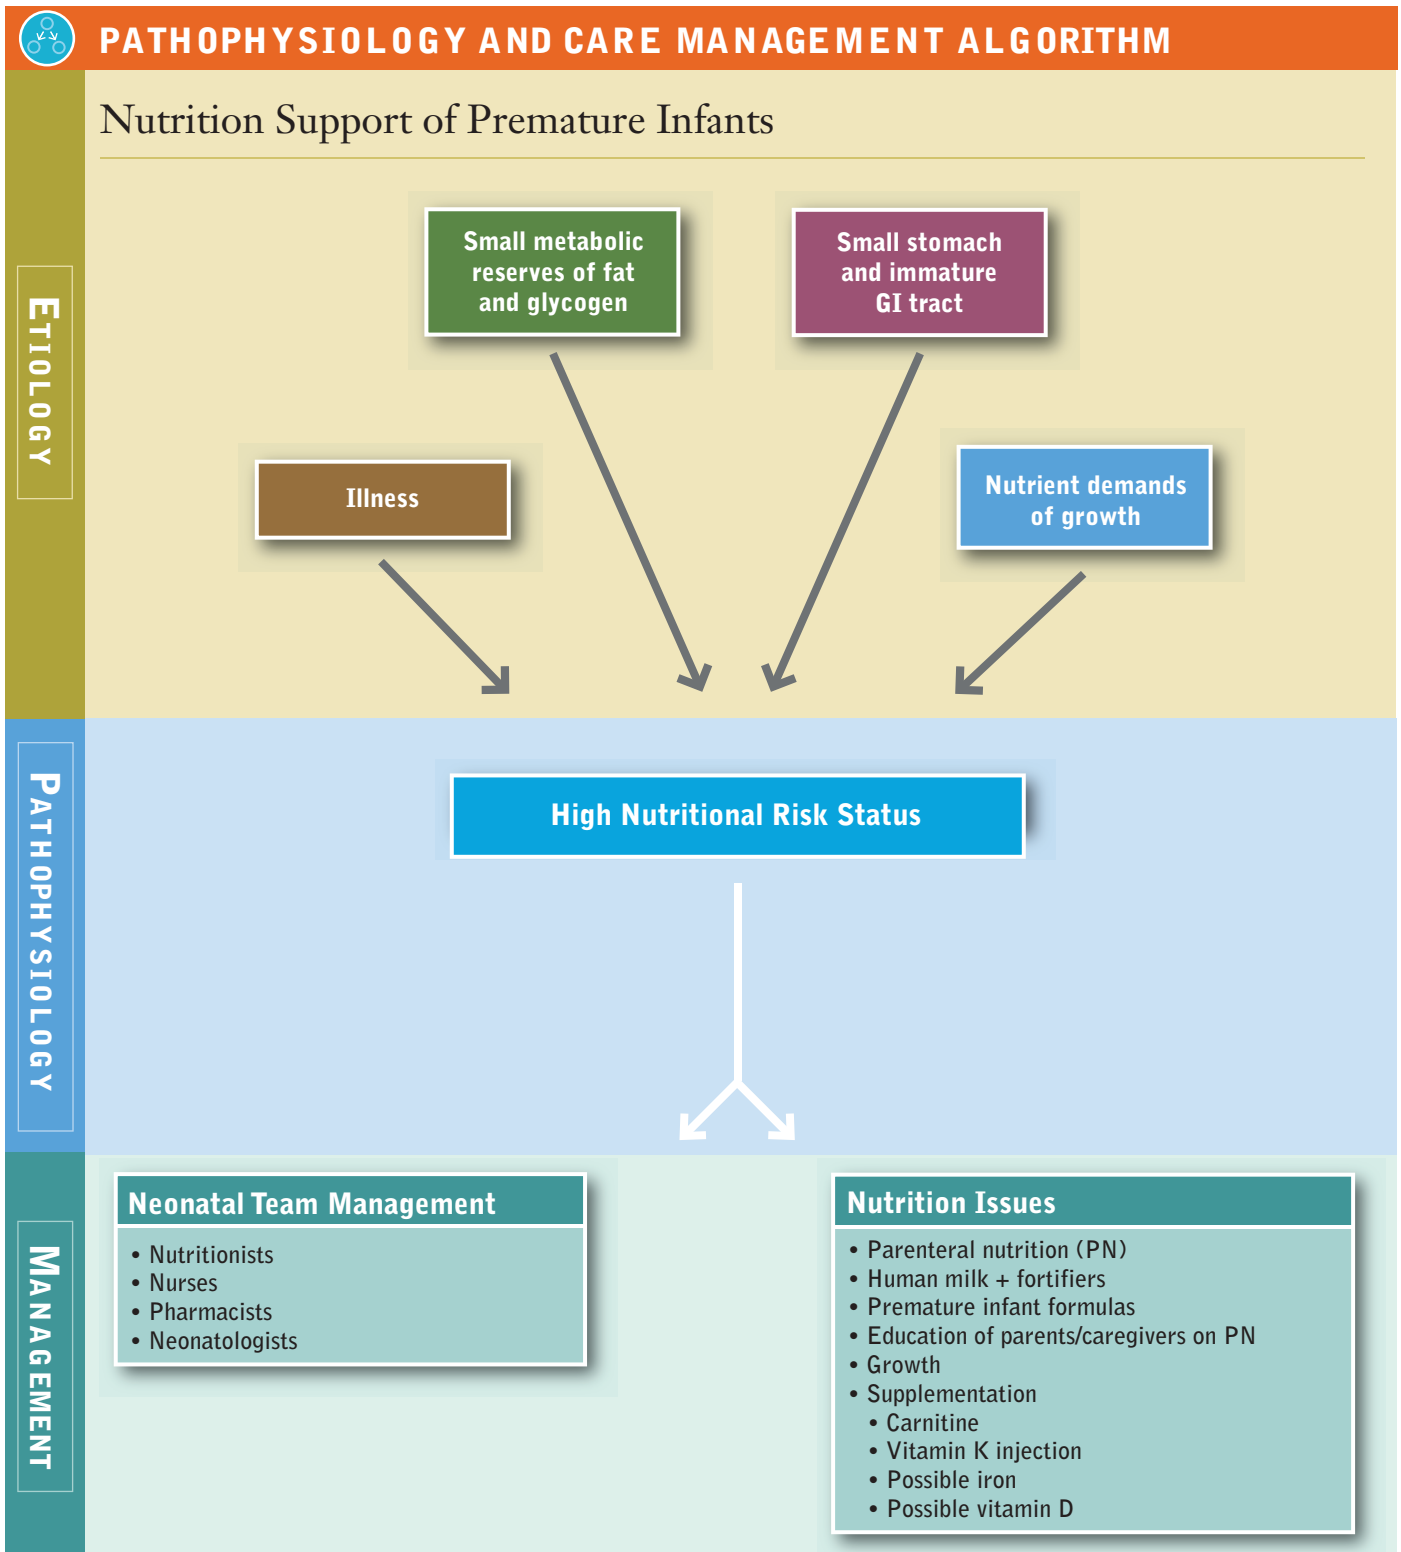 PATHOPHYSIOLOGY AND CARE MANAGEMENT ALGORITHM
Nutrition Support of Premature Infants
ETIOLOGY
Small metabolic
reserves of fat
and glycogen
Small stomach
and immature
GI tract
Illness
Nutrient demands
of growth
PATHOPHYSIOLOGY
High Nutritional Risk Status
MANAGEMENT
Neonatal Team Management
• Nutritionists
• Nurses
• Pharmacists
• Neonatologists
Nutrition Issues
• Parenteral nutrition (PN)
• Human milk + fortifiers
• Premature infant formulas
• Education of parents/caregivers on PN
• Growth
• Supplementation
• Carnitine
• Vitamin K injection
• Possible iron
• Possible vitamin D